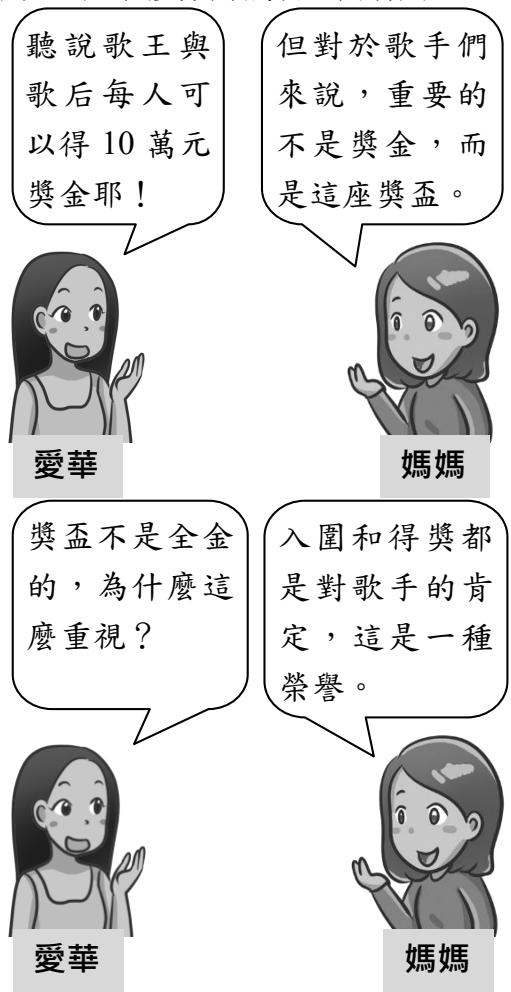 聽說歌王與
歌后每人可
以得 10 萬元
獎金耶！
但對於歌手們
來說，重要的
不是獎金，而
是這座獎盃。
愛華
媽媽
獎盃不是全金
的，為什麼這
麼重視？
入圍和得獎都
是對歌手的肯
定，這是一種
榮譽。
愛華
媽媽